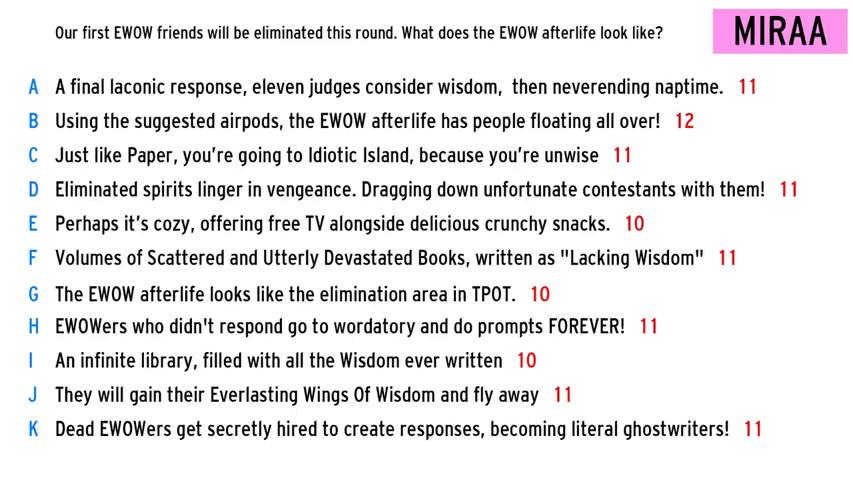 Our first EWOW friends will be eliminated this round. What does the EWOW afterlife look like?
MIRAA
A A final laconic response, eleven judges consider wisdom, then neverending naptime. 11
B Using the suggested airpods, the EWOW afterlife has people floating all over! 12
C Just like Paper, you're going to Idiotic Island, because you're unwise 11
D Eliminated spirits linger in vengeance. Dragging down unfortunate contestants with them! 11
E Perhaps it's cozy, offering free TV alongside delicious crunchy snacks. 10
F Volumes of Scattered and Utterly Devastated Books, written as "Lacking Wisdom" 11
G The EWOW afterlife looks like the elimination area in TPOT. 10
H EWOWers who didn't respond go to wordatory and do prompts FOREVER! 11
I An infinite library, filled with all the Wisdom ever written 10
J They will gain their Everlasting Wings Of Wisdom and fly away 11
K Dead EWOWers get secretly hired to create responses, becoming literal ghostwriters! 11